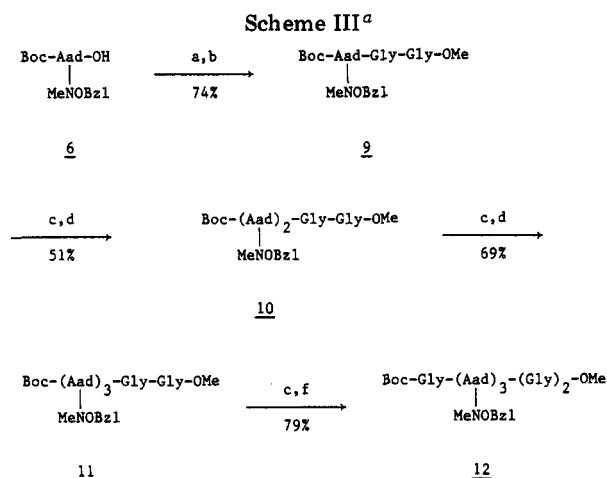 Scheme IIIᵃ
Boc-Aad-OH
MeNOBzl
6
a,b
74%
Boc-Aad-Gly-Gly-OMe
MeNOBzl
9
c,d
51%
Boc-(Aad)₂-Gly-Gly-OMe
MeNOBzl
10
c,d
69%
Boc-(Aad)₃-Gly-Gly-OMe
MeNOBzl
11
c,f
79%
Boc-Gly-(Aad)₃-(Gly)₂-OMe
MeNOBzl
12